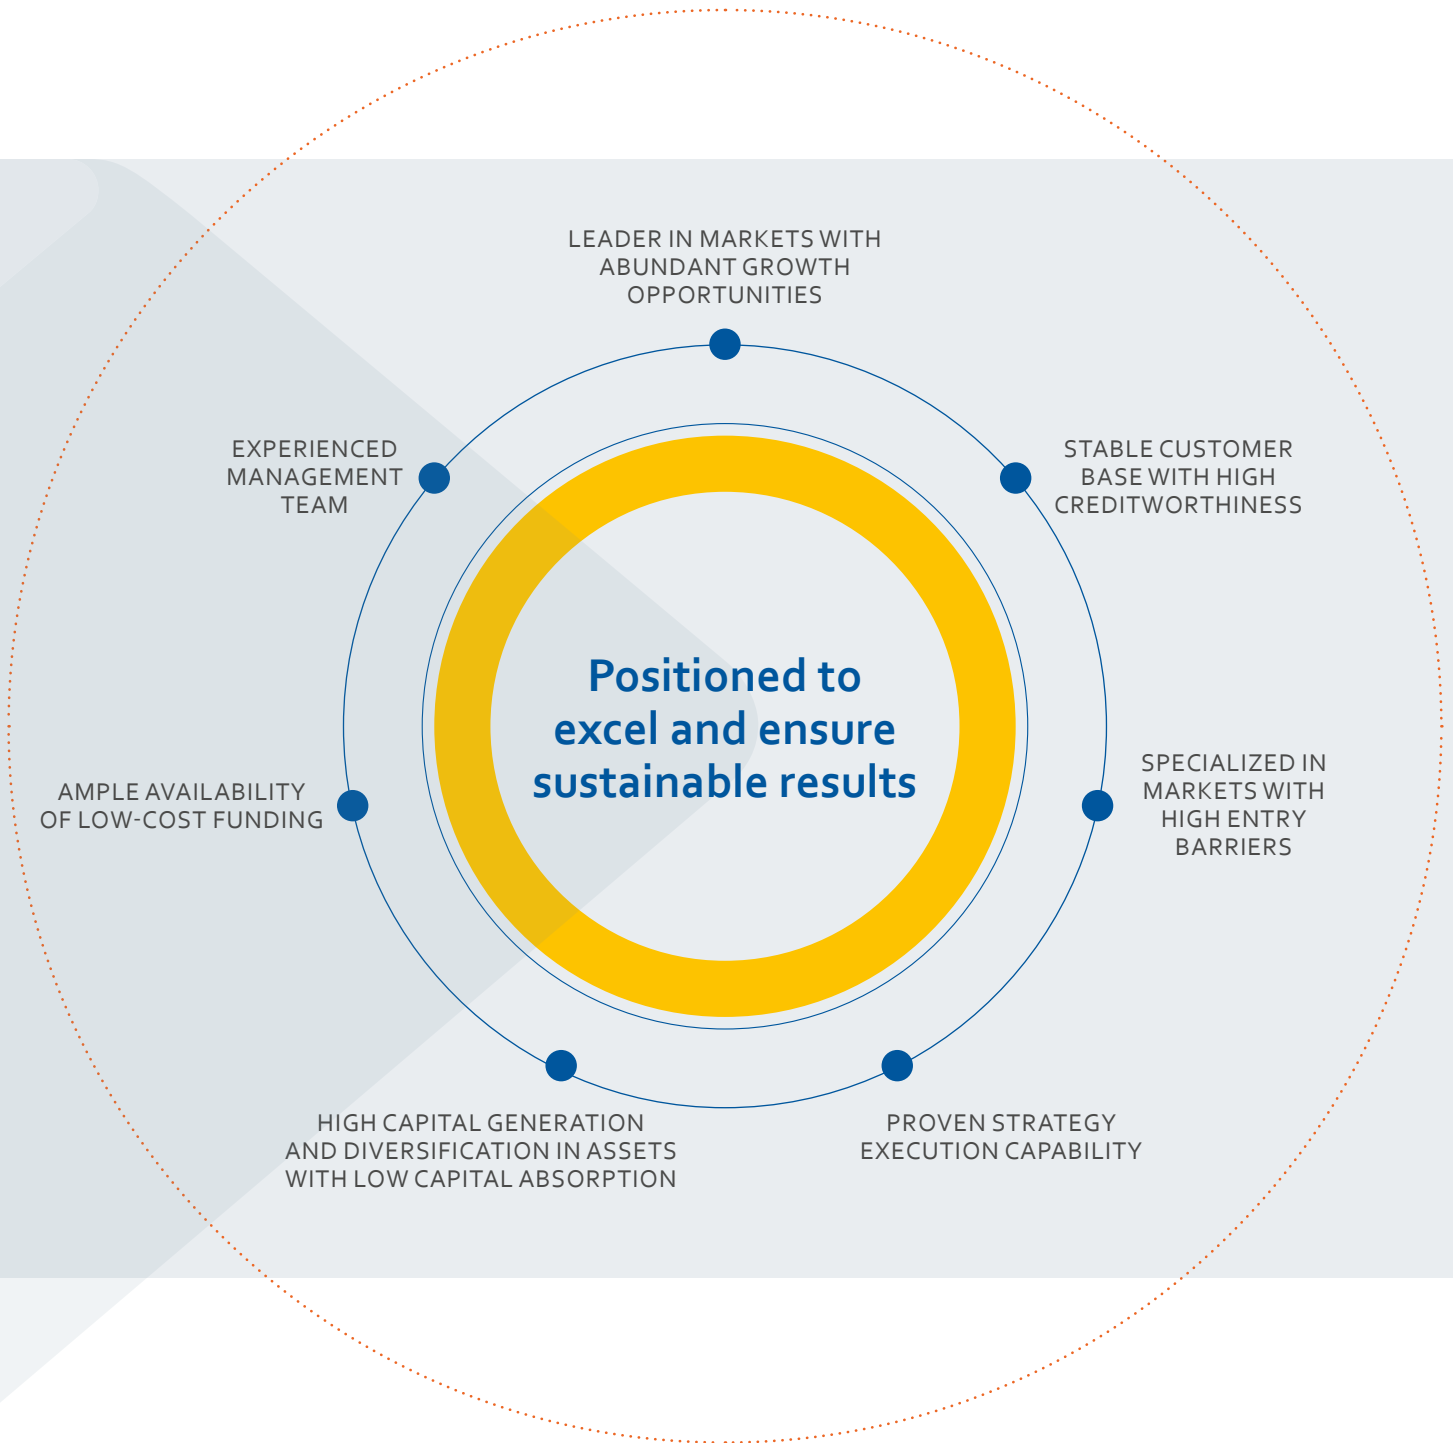 LEADER IN MARKETS WITH
ABUNDANT GROWTH
OPPORTUNITIES
STABLE CUSTOMER
BASE WITH HIGH
CREDITWORTHINESS
SPECIALIZED IN
MARKETS WITH
HIGH ENTRY
BARRIERS
PROVEN STRATEGY
EXECUTION CAPABILITY
HIGH CAPITAL GENERATION
AND DIVERSIFICATION IN ASSETS
WITH LOW CAPITAL ABSORPTION
AMPLE AVAILABILITY
OF LOW-COST FUNDING
EXPERIENCED
MANAGEMENT
TEAM
Positioned to
excel and ensure
sustainable results